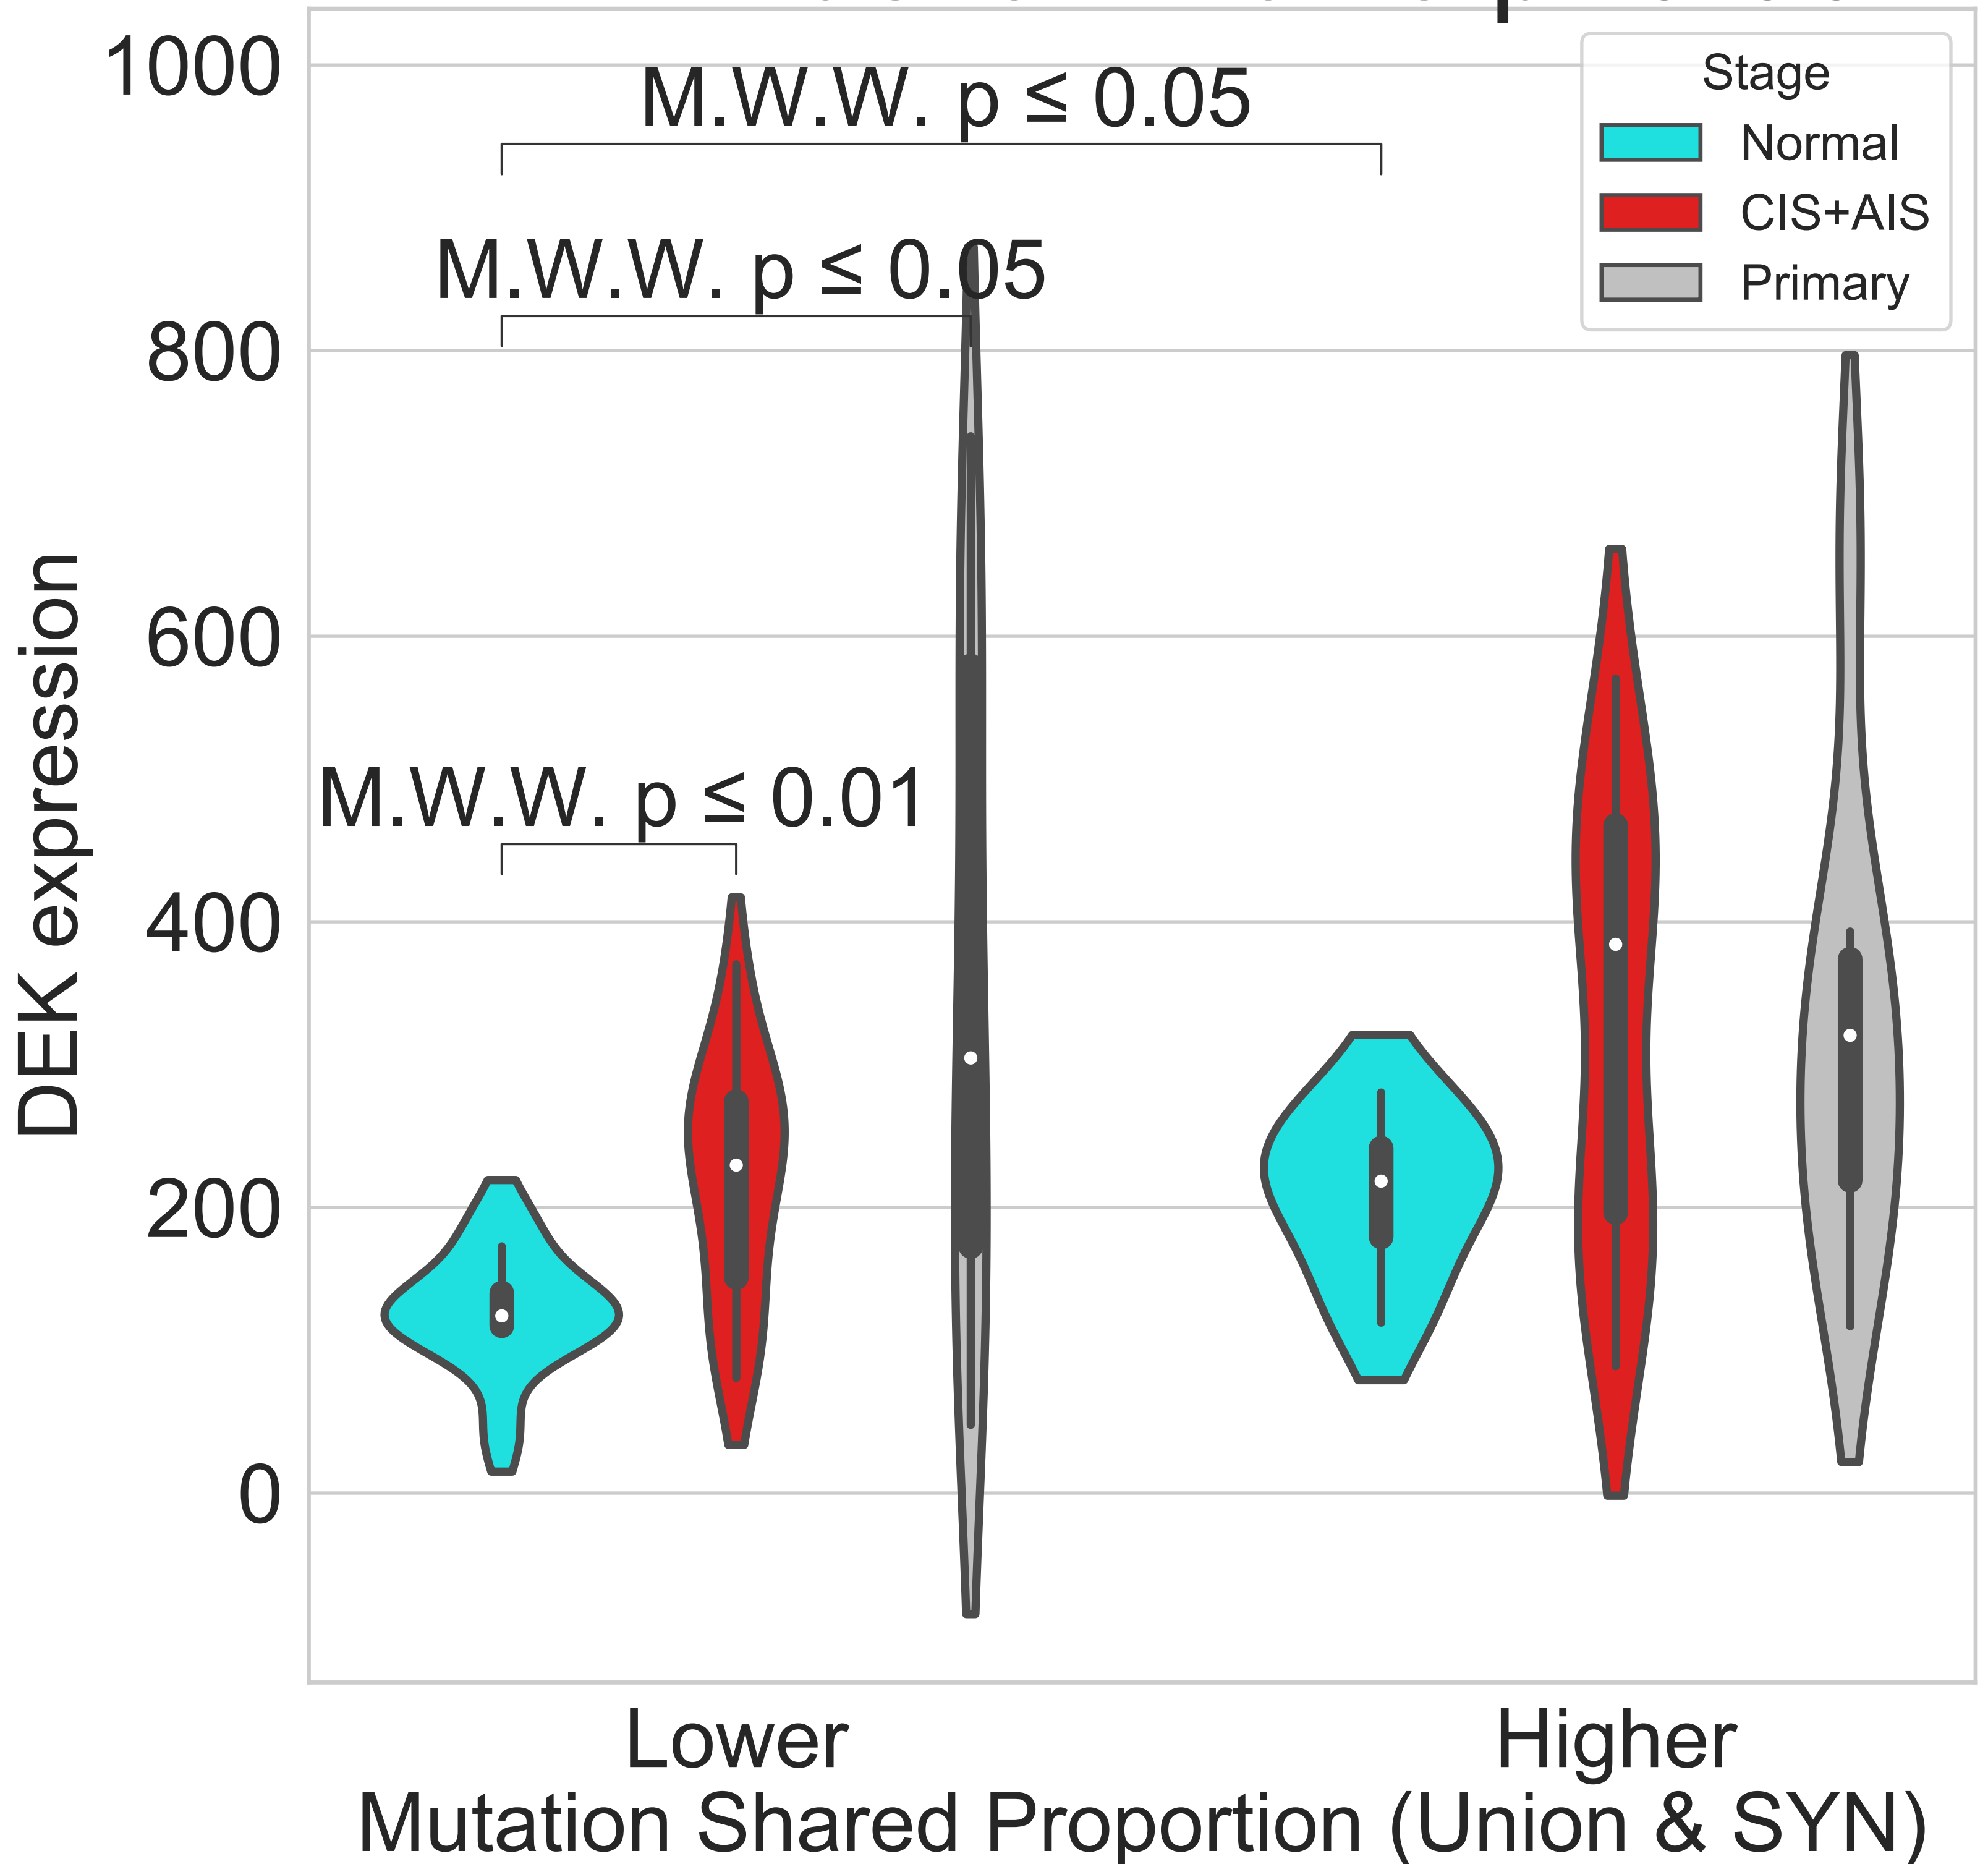 1000
800
600
400
200
0
DEK expression
M.W.W. p ≤ 0.05
M.W.W. p ≤ 0.05
M.W.W. p ≤ 0.01
Stage
Normal
CIS+AIS
Primary
Lower
Higher
Mutation Shared Proportion (Union & SYN)